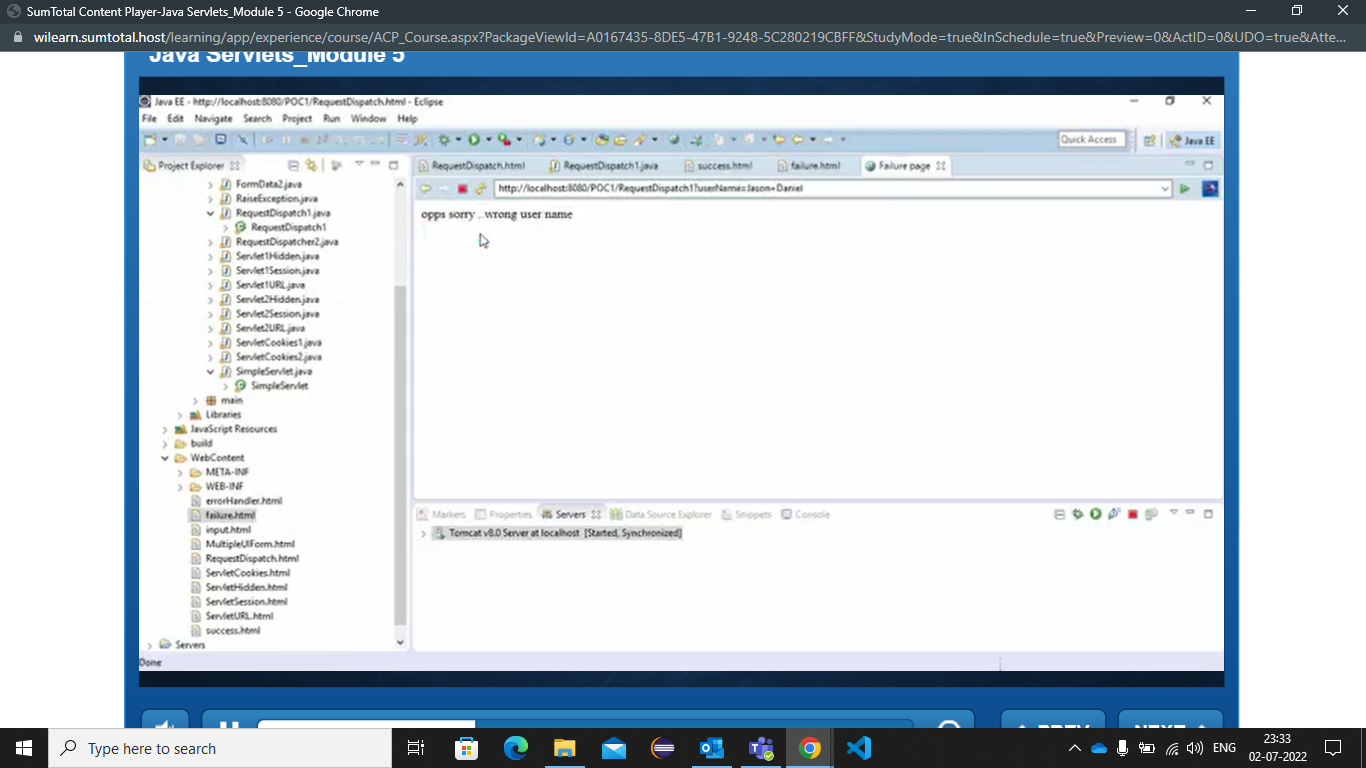 SumTotal Content Player-Java Servlets_Module 5 - Google Chrome
wilearn.sumtotal.host/learning/app/experience/course/ACP_Course.aspx?PackageViewId=A0167435-8DE5-47B1-9248-5C280219CBFF&StudyMode=true&InSchedule=true&Preview=0&ActID=0&UDO=true&Atte...
Java Servlets_Module 5
Java EE - http://localhost:8080/POC1/RequestDispatch.html - Eclipse
File Edit Navigate Search Project Run Window Help
Quick Access
Java EE
Project Explorer
RequestDispatch.html
RequestDispatch1.java
success.html
failure.html
Failure page
http://localhost:8080/POC1/RequestDispatch1?userName=Jason+Daniel
opps sorry ...wrong user name
FormData2.java
RaiseException.java
RequestDispatch1.java
RequestDispatch1
RequestDispatcher2.java
Servlet1Hidden.java
Servlet1Session.java
Servlet1URL.java
Servlet2Hidden.java
Servlet2Session.java
Servlet2URL.java
ServletCookies1.java
ServletCookies2.java
SimpleServlet.java
SimpleServlet
main
Libraries
JavaScript Resources
build
WebContent
META-INF
WEB-INF
errorHandler.html
failure.html
input.html
MultipleUIForm.html
RequestDispatch.html
ServletCookies.html
ServletHidden.html
ServletSession.html
ServletURL.html
success.html
Servers
Markers Properties Servers Data Source Explorer Snippets Console
Tomcat v8.0 Server at localhost [Started, Synchronized]
Done
PREV
NEXT
Type here to search
ENG
23:33
02-07-2022